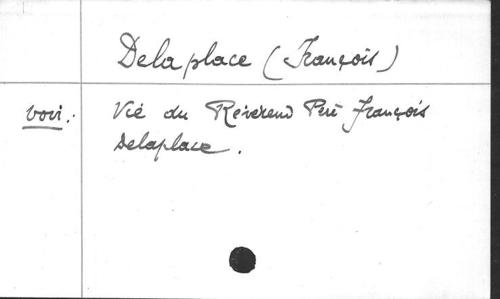 Delaplace (François)
voir: Vie du Révérend Père François
Delaplace.